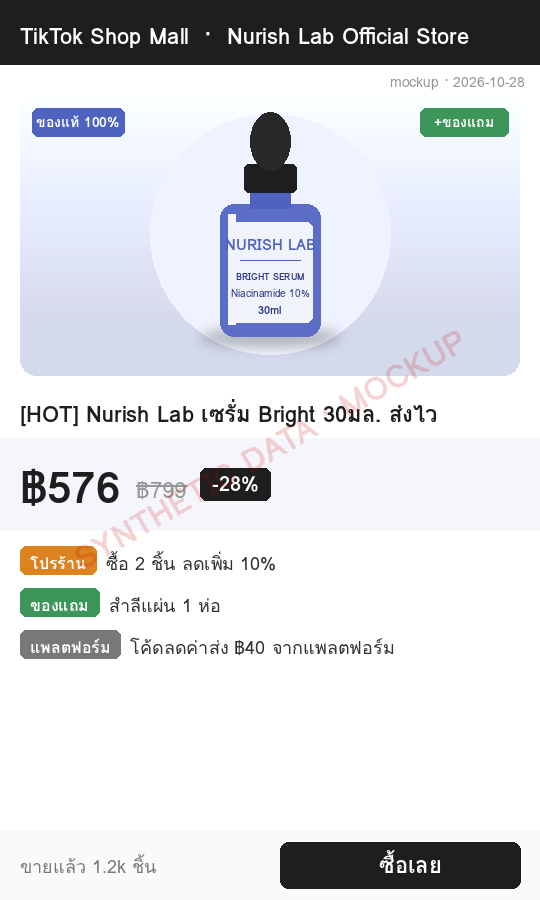 TikTok Shop Mall · Nurish Lab Official Store
mockup · 2026-10-28
ของแท้ 100%
+ของแถม
NURISH LAB
BRIGHT SERUM
Niacinamide 10%
30ml
SYNTHETIC DATA · MOCKUP
[HOT] Nurish Lab เซรั่ม Bright 30มล. ส่งไว
฿576 ฿799 -28%
โปรร้าน ซื้อ 2 ชิ้น ลดเพิ่ม 10%
ของแถม สำลีแผ่น 1 ห่อ
แพลตฟอร์ม โค้ดลดค่าส่ง ฿40 จากแพลตฟอร์ม
ขายแล้ว 1.2k ชิ้น
ซื้อเลย